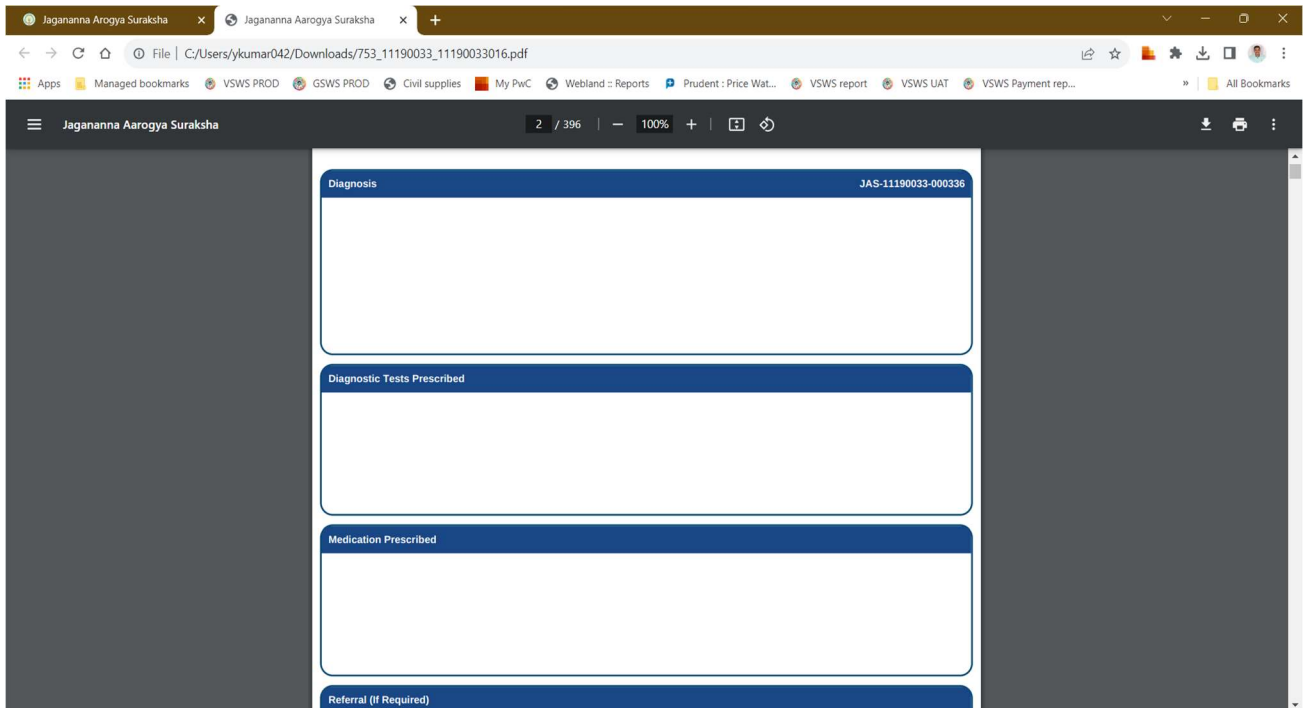 Jagananna Arogya Suraksha
Jagananna Aarogya Suraksha
File | C:/Users/ykumar042/Downloads/753_11190033_11190033016.pdf
Apps Managed bookmarks VSWS PROD GSWS PROD Civil supplies My PwC Webland :: Reports Prudent : Price Wat... VSWS report VSWS UAT VSWS Payment rep... » All Bookmarks
Jagananna Aarogya Suraksha 2 / 396 | − 100% + |
Diagnosis JAS-11190033-000336
Diagnostic Tests Prescribed
Medication Prescribed
Referral (If Required)